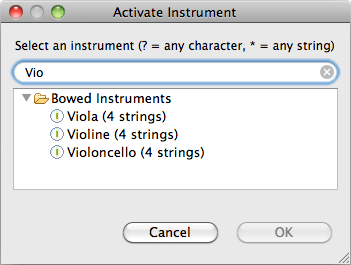 Activate Instrument
Select an instrument (? = any character, * = any string)
Vio
Bowed Instruments
Viola (4 strings)
Violine (4 strings)
Violoncello (4 strings)
Cancel
OK